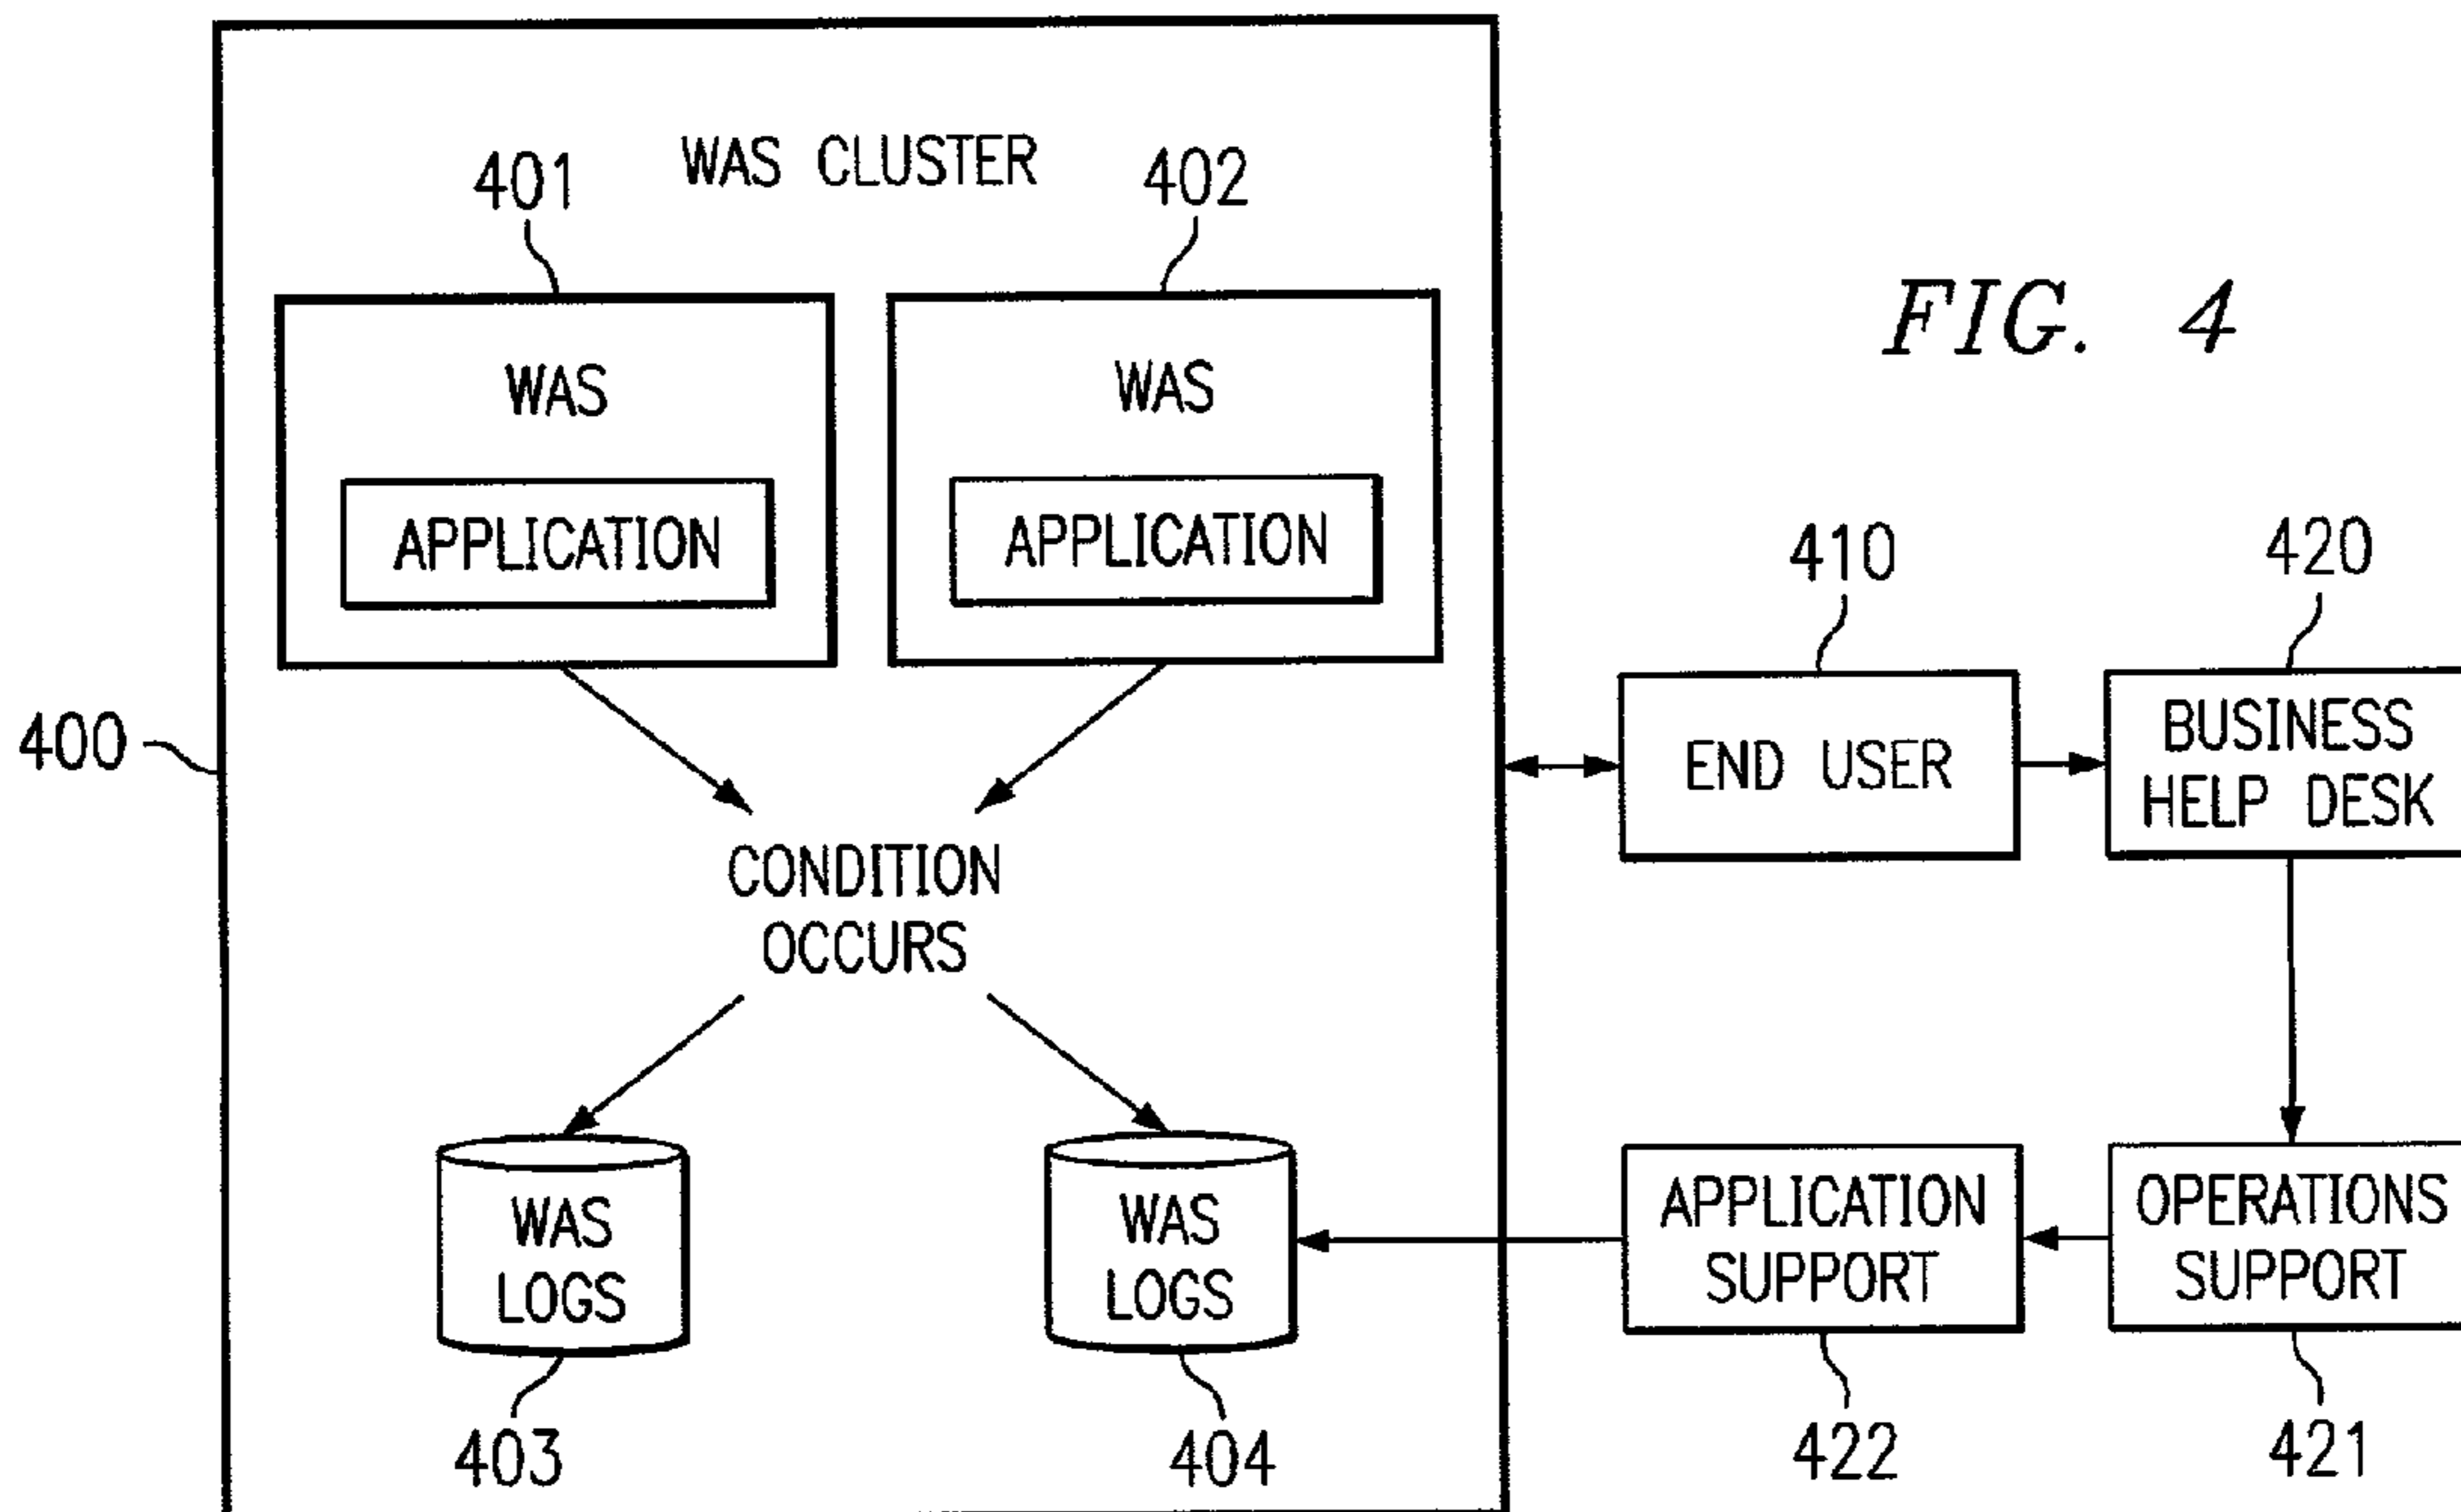 WAS CLUSTER
401
402
WAS
APPLICATION
WAS
APPLICATION
FIG. 4
400
410
420
END USER
BUSINESS
HELP DESK
CONDITION
OCCURS
WAS
LOGS
WAS
LOGS
APPLICATION
SUPPORT
OPERATIONS
SUPPORT
403
404
422
421